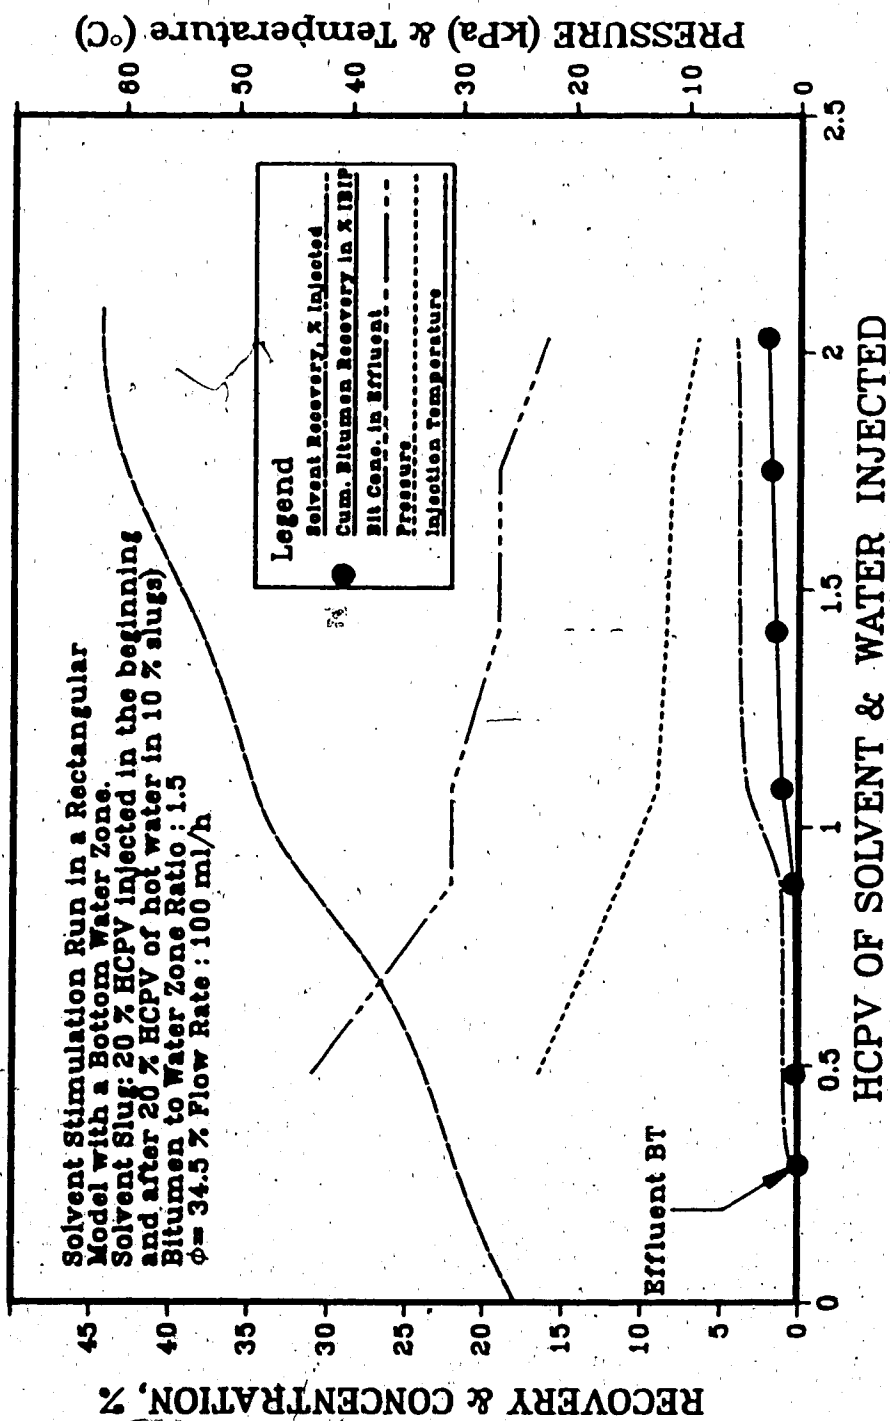 Solvent Stimulation Run in a Rectangular
Model with a Bottom Water Zone.
Solvent Slug: 20 % HCPV injected in the beginning
and after 20 % HCPV of hot water in 10 % slugs)
Bitumen to Water Zone Ratio : 1.5
ϕ= 34.5 % Flow Rate : 100 ml/h
Legend
Solvent Recovery, % Injected
Cum. Bitumen Recovery in % IBIP
Bit Conc. in Effluent
Pressure
Injection Temperature
Effluent BT
RECOVERY & CONCENTRATION, %
0
5
10
15
20
25
30
35
40
45
PRESSURE (kPa) & Temperature (°C)
0
10
20
30
40
50
60
0
0.5
1
1.5
2
2.5
HCPV OF SOLVENT & WATER INJECTED